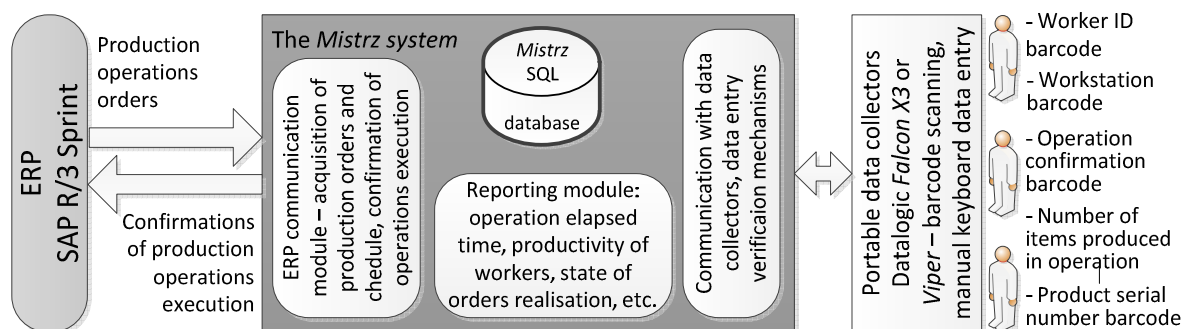 ERP
SAP R/3 Sprint
Production
operations
orders
Confirmations
of production
operations
execution
The Mistrz system
ERP communication
module – acquisition of
production orders and
chedule, confirmation of
operations execution
Mistrz
SQL
database
Reporting module:
operation elapsed
time, productivity of
workers, state of
orders realisation, etc.
Communication with data
collectors, data entry
verificaion mechanisms
Portable data collectors
Datalogic Falcon X3 or
Viper – barcode scanning,
manual keyboard data entry
- Worker ID
barcode
- Workstation
barcode
- Operation
confirmation
barcode
- Number of
items produced
in operation
- Product serial
number barcode